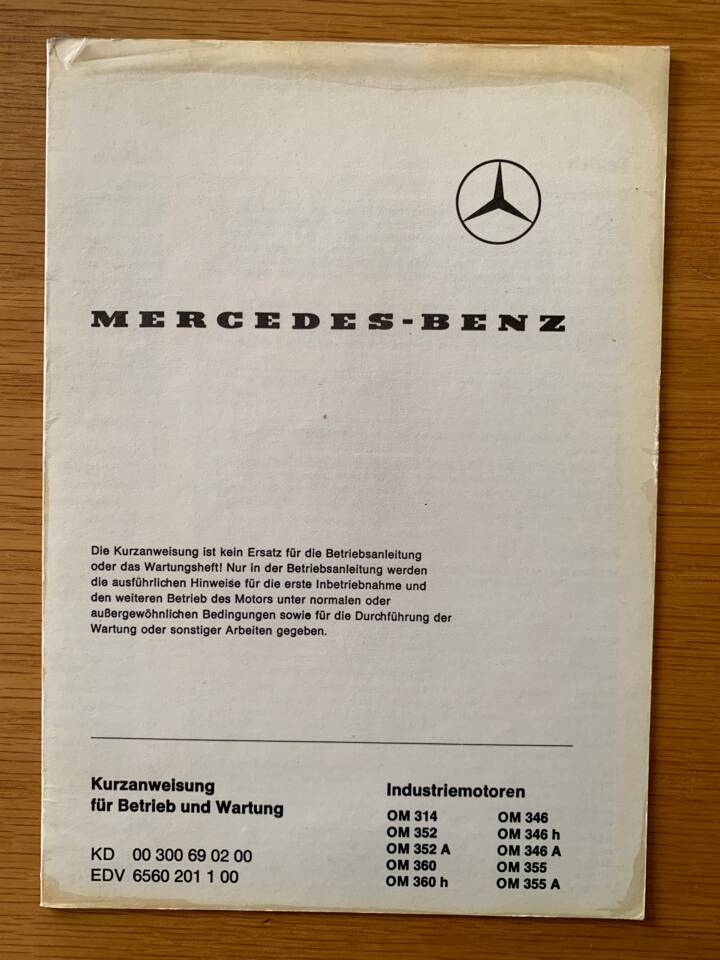 MERCEDES-BENZ
Die Kurzanweisung ist kein Ersatz für die Betriebsanleitung
oder das Wartungsheft! Nur in der Betriebsanleitung werden
die ausführlichen Hinweise für die erste Inbetriebnahme und
den weiteren Betrieb des Motors unter normalen oder
außergewöhnlichen Bedingungen sowie für die Durchführung der
Wartung oder sonstiger Arbeiten gegeben.
Kurzanweisung
für Betrieb und Wartung
KD 00 300 69 02 00
EDV 6560 201 1 00
Industriemotoren
OM 314 OM 346
OM 352 OM 346 h
OM 352 A OM 346 A
OM 360 OM 355
OM 360 h OM 355 A